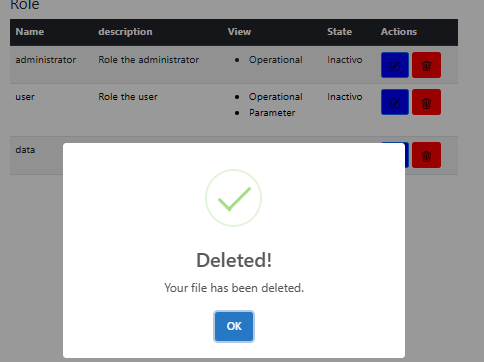 Role
Name description View State Actions
administrator Role the administrator Operational Inactivo
user Role the user Operational Inactivo
Parameter
data
Deleted!
Your file has been deleted.
OK